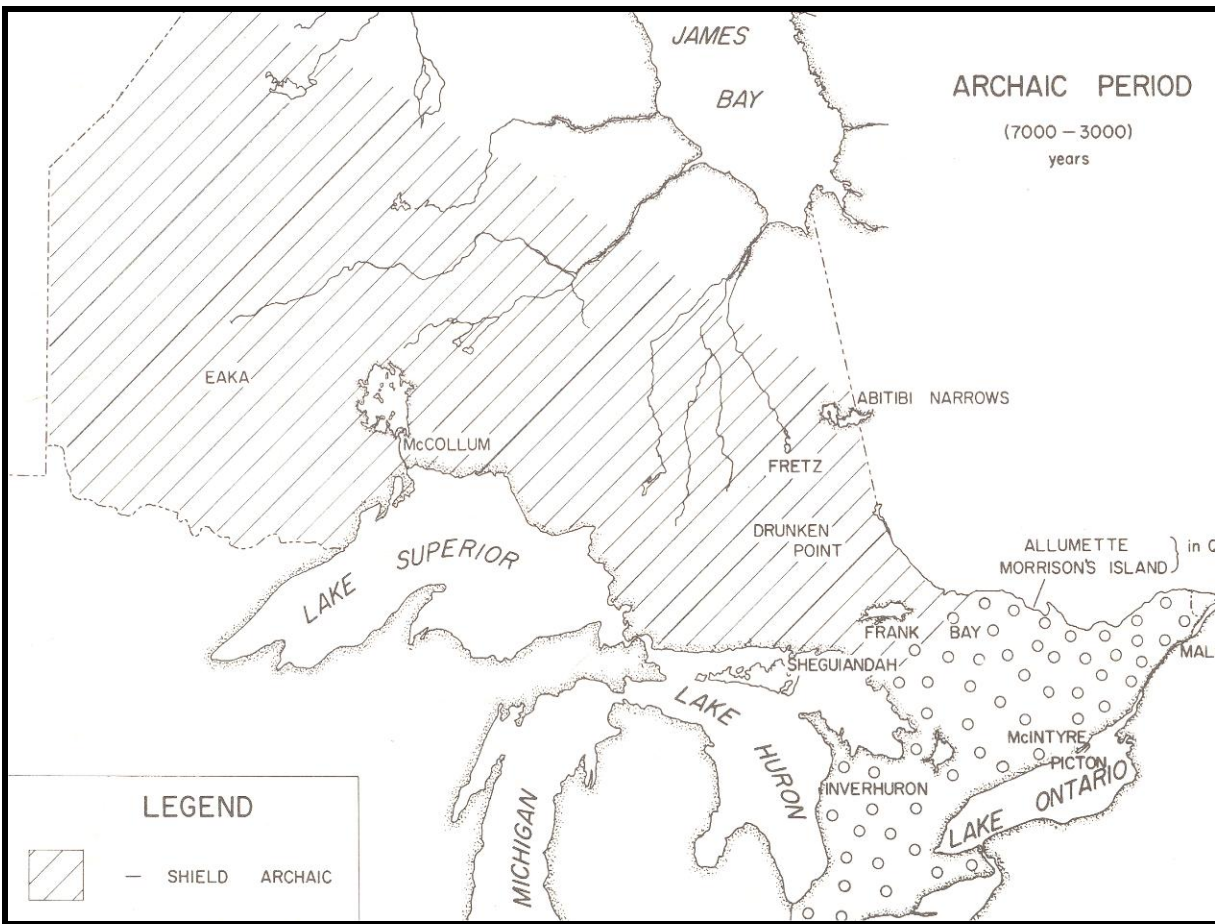 JAMES
BAY
ARCHAIC PERIOD
(7000 – 3000)
years
EAKA
McCOLLUM
ABITIBI NARROWS
FRETZ
DRUNKEN
POINT
LAKE SUPERIOR
ALLUMETTE
MORRISON'S ISLAND
in
FRANK BAY
SHEGUIANDAH
MAL
LAKE HURON
McINTYRE
PICTON
INVERHURON
LAKE ONTARIO
MICHIGAN
LEGEND
– SHIELD ARCHAIC